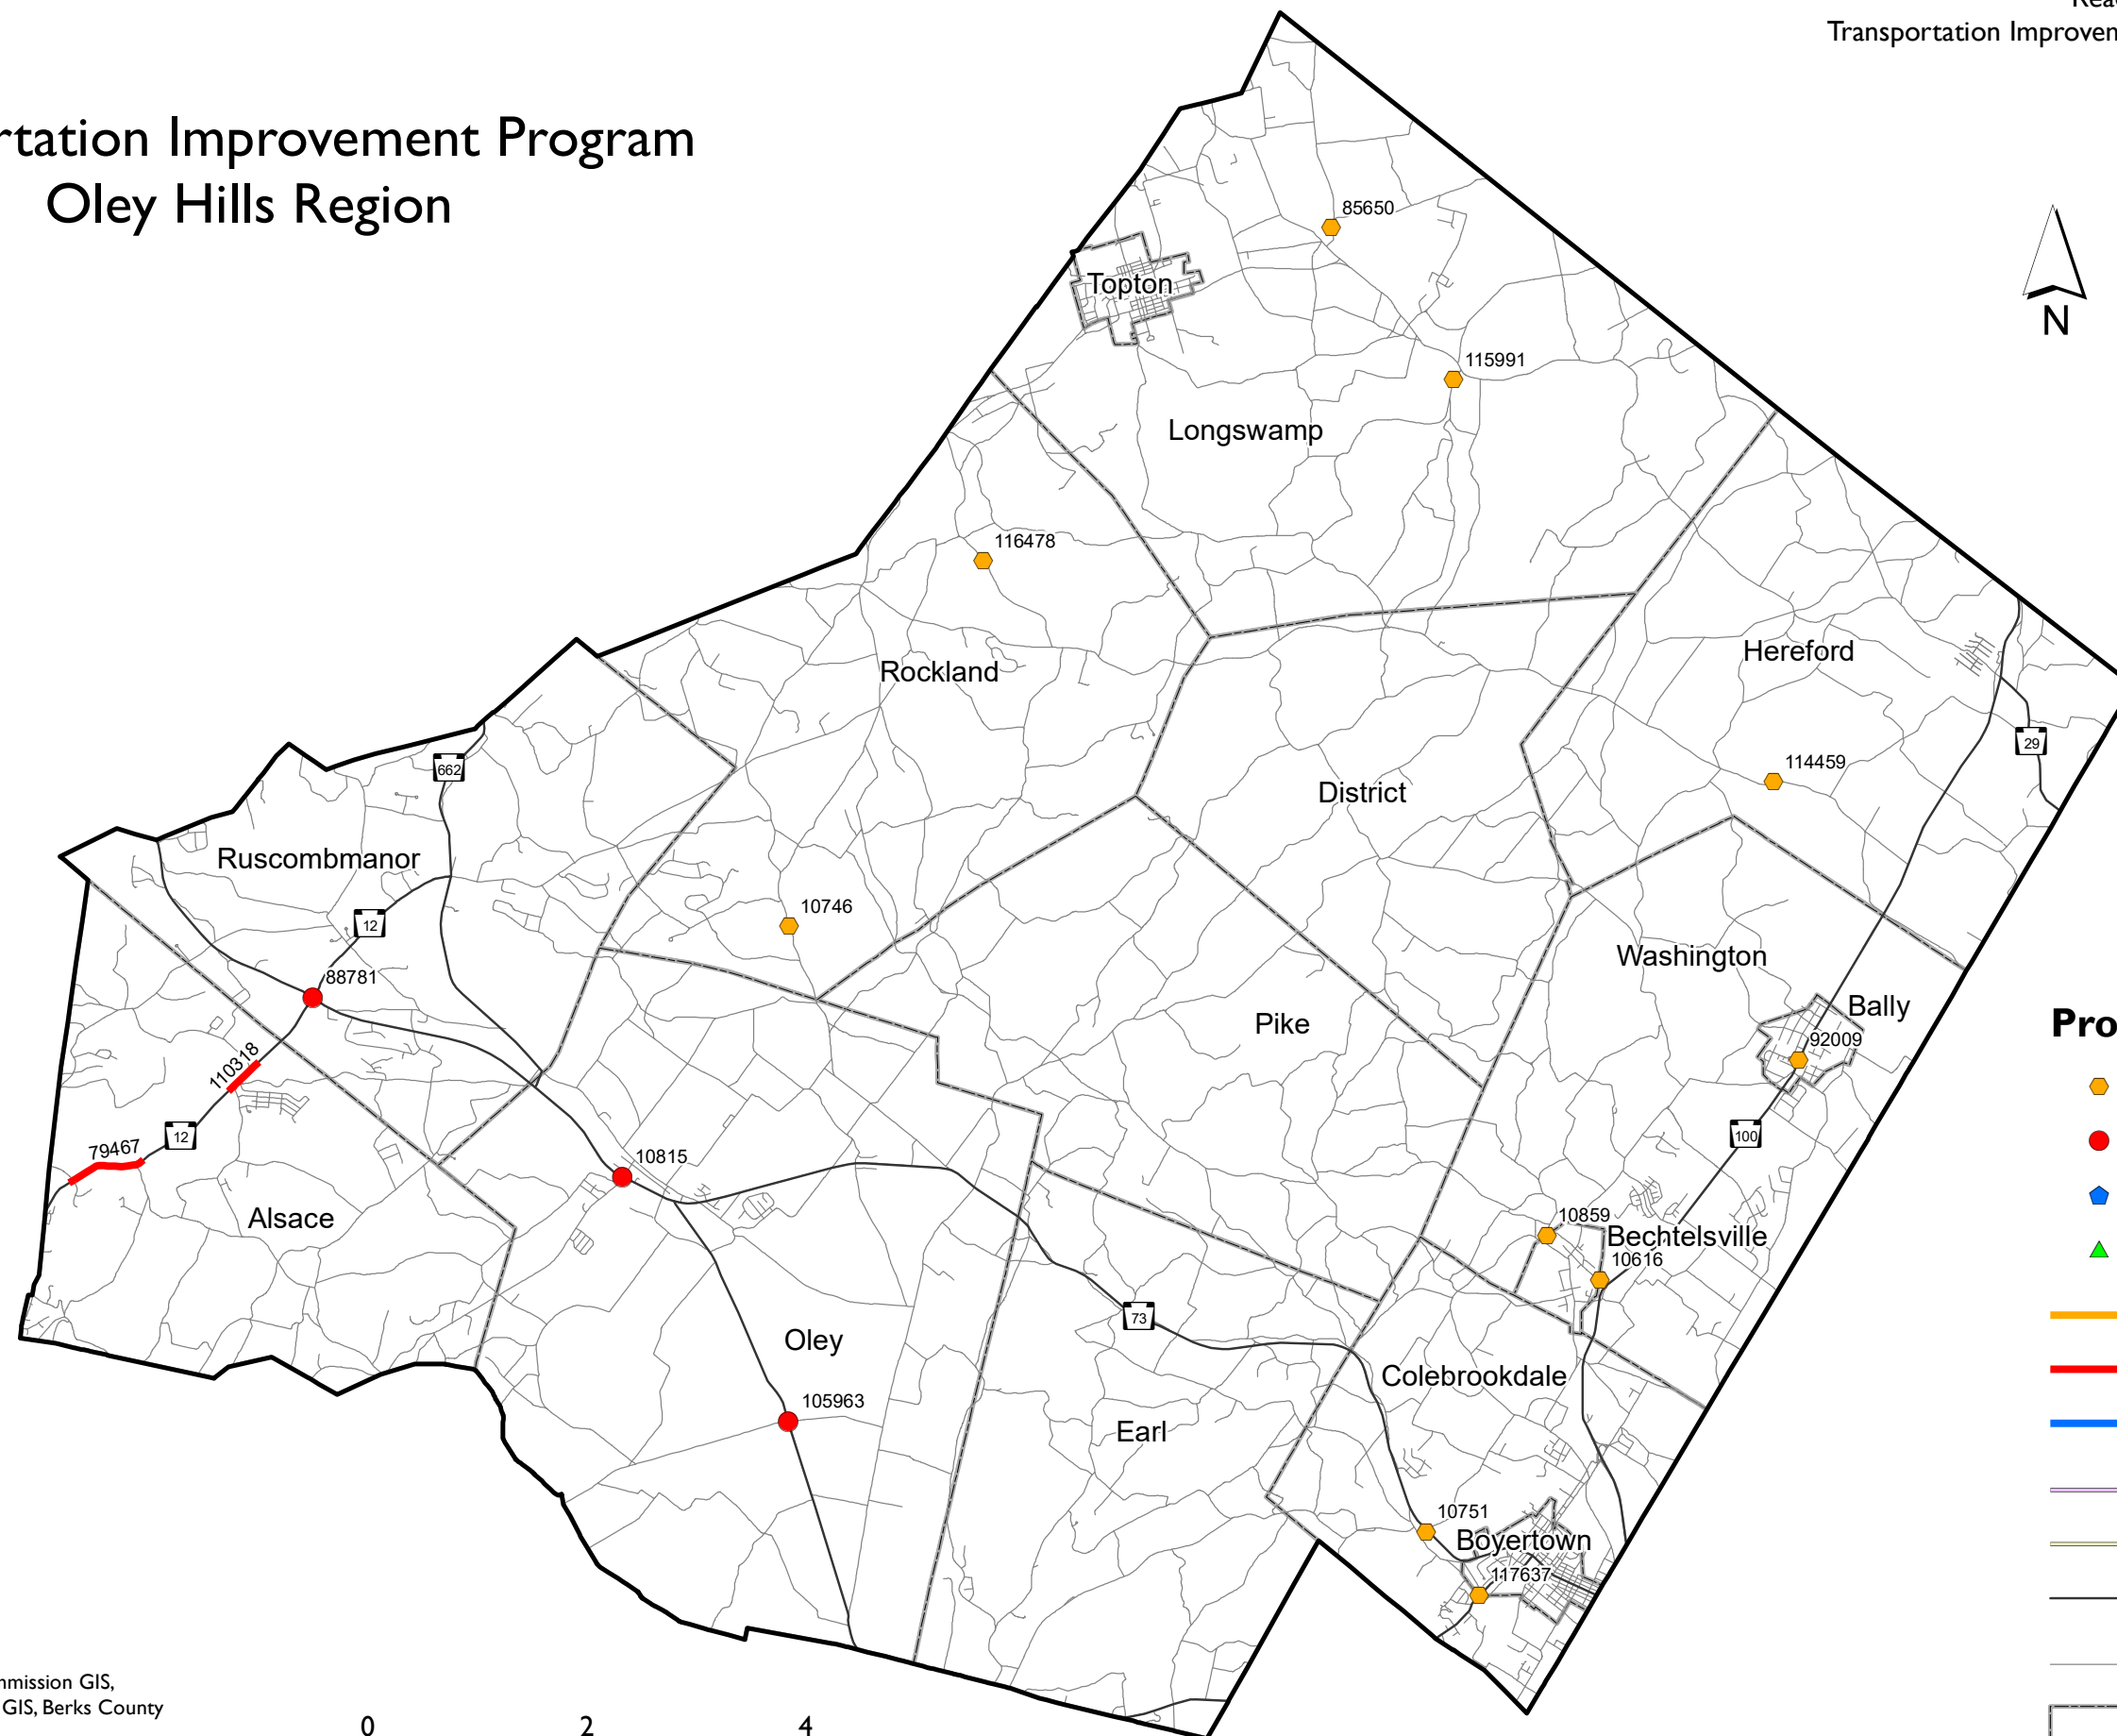 Transportation Improvem
rtation Improvement Program
Oley Hills Region
85650
N
Topton
115991
Longswamp
116478
Hereford
Rockland
29
662
114459
District
Ruscombmanor
10746
12
Washington
88781
Bally
Pike
Pro
92009
110318
12
100
79467
10815
10859
Alsace
Bechtelsville
10616
73
Oley
Colebrookdale
105963
Earl
10751
Boyertown
117637
mmission GIS,
GIS, Berks County
0 2 4